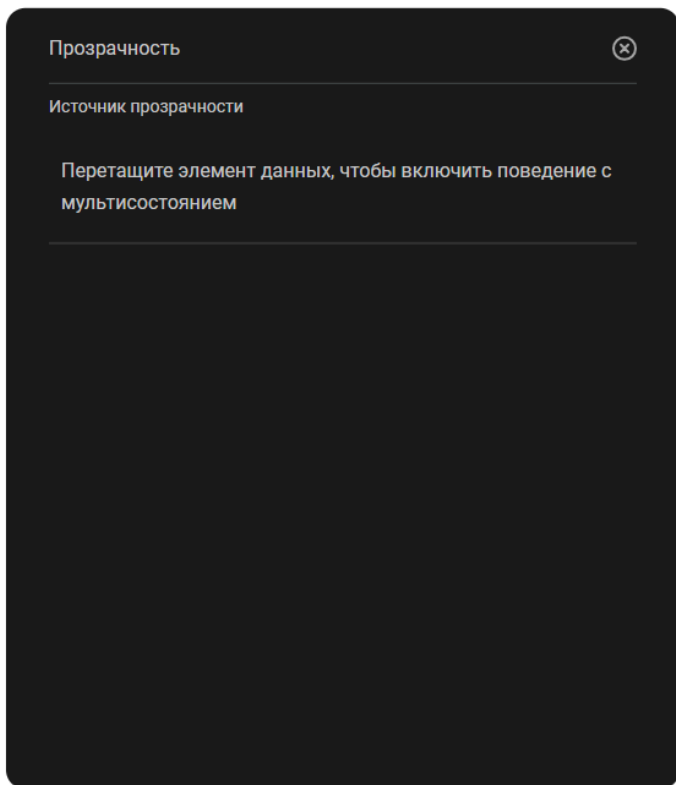 Прозрачность
Источник прозрачности
Перетащите элемент данных, чтобы включить поведение с
мультисостоянием